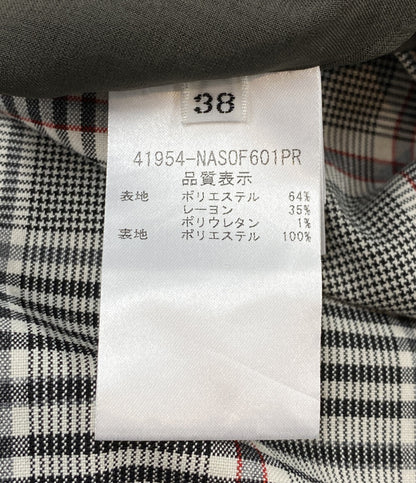 38
41954-NASOF601PR
品質表示
表地 ポリエステル 64%
レーヨン 35%
ポリウレタン 1%
裏地 ポリエステル 100%